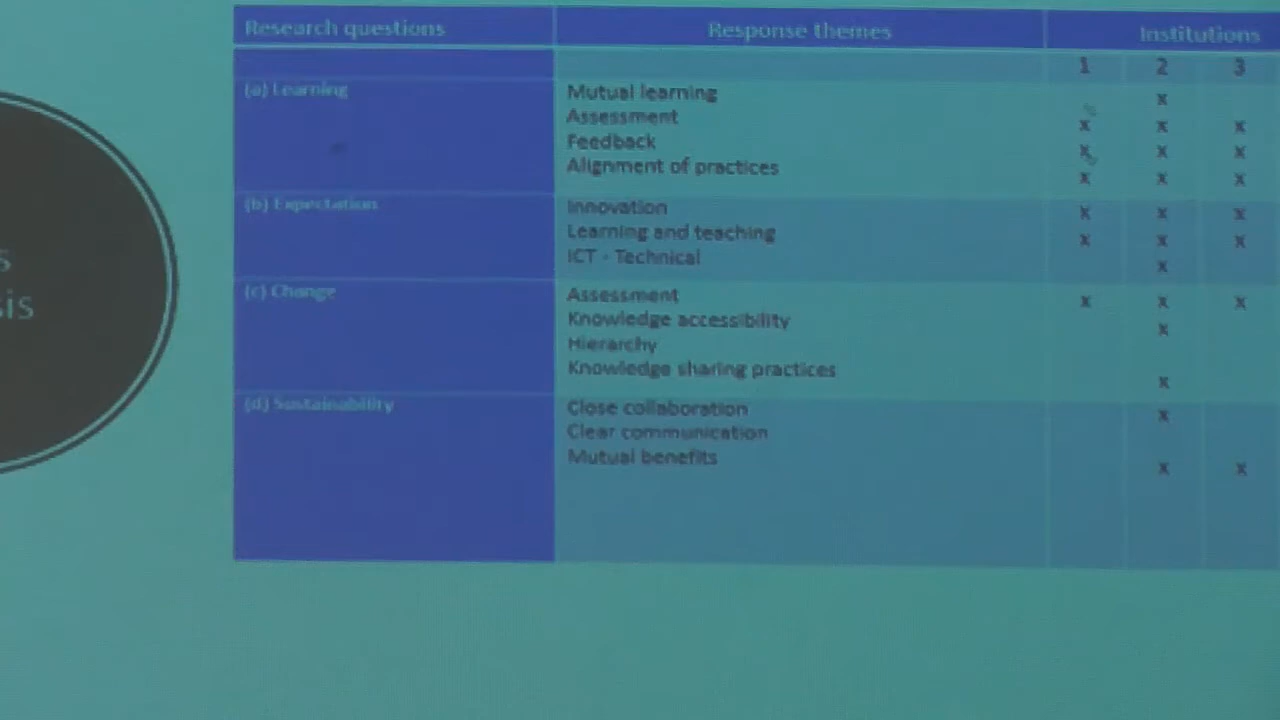 s
sis
Research questions Response themes Institutions
1 2 3
(a) Learning Mutual learning x
Assessment x x x
Feedback x x x
Alignment of practices x x x
(b) Expectation Innovation x x x
Learning and teaching x x x
ICT - Technical x
(c) Change Assessment x x x
Knowledge accessibility x
Hierarchy
Knowledge sharing practices x
(d) Sustainability Close collaboration x
Clear communication
Mutual benefits x x